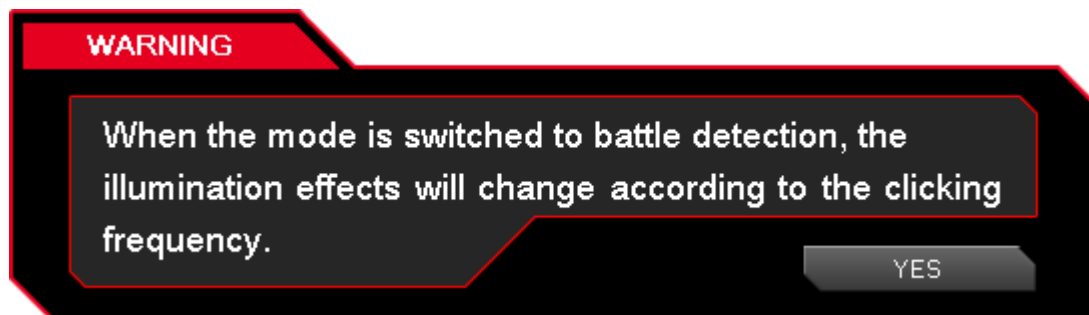 WARNING
When the mode is switched to battle detection, the
illumination effects will change according to the clicking
frequency.
YES